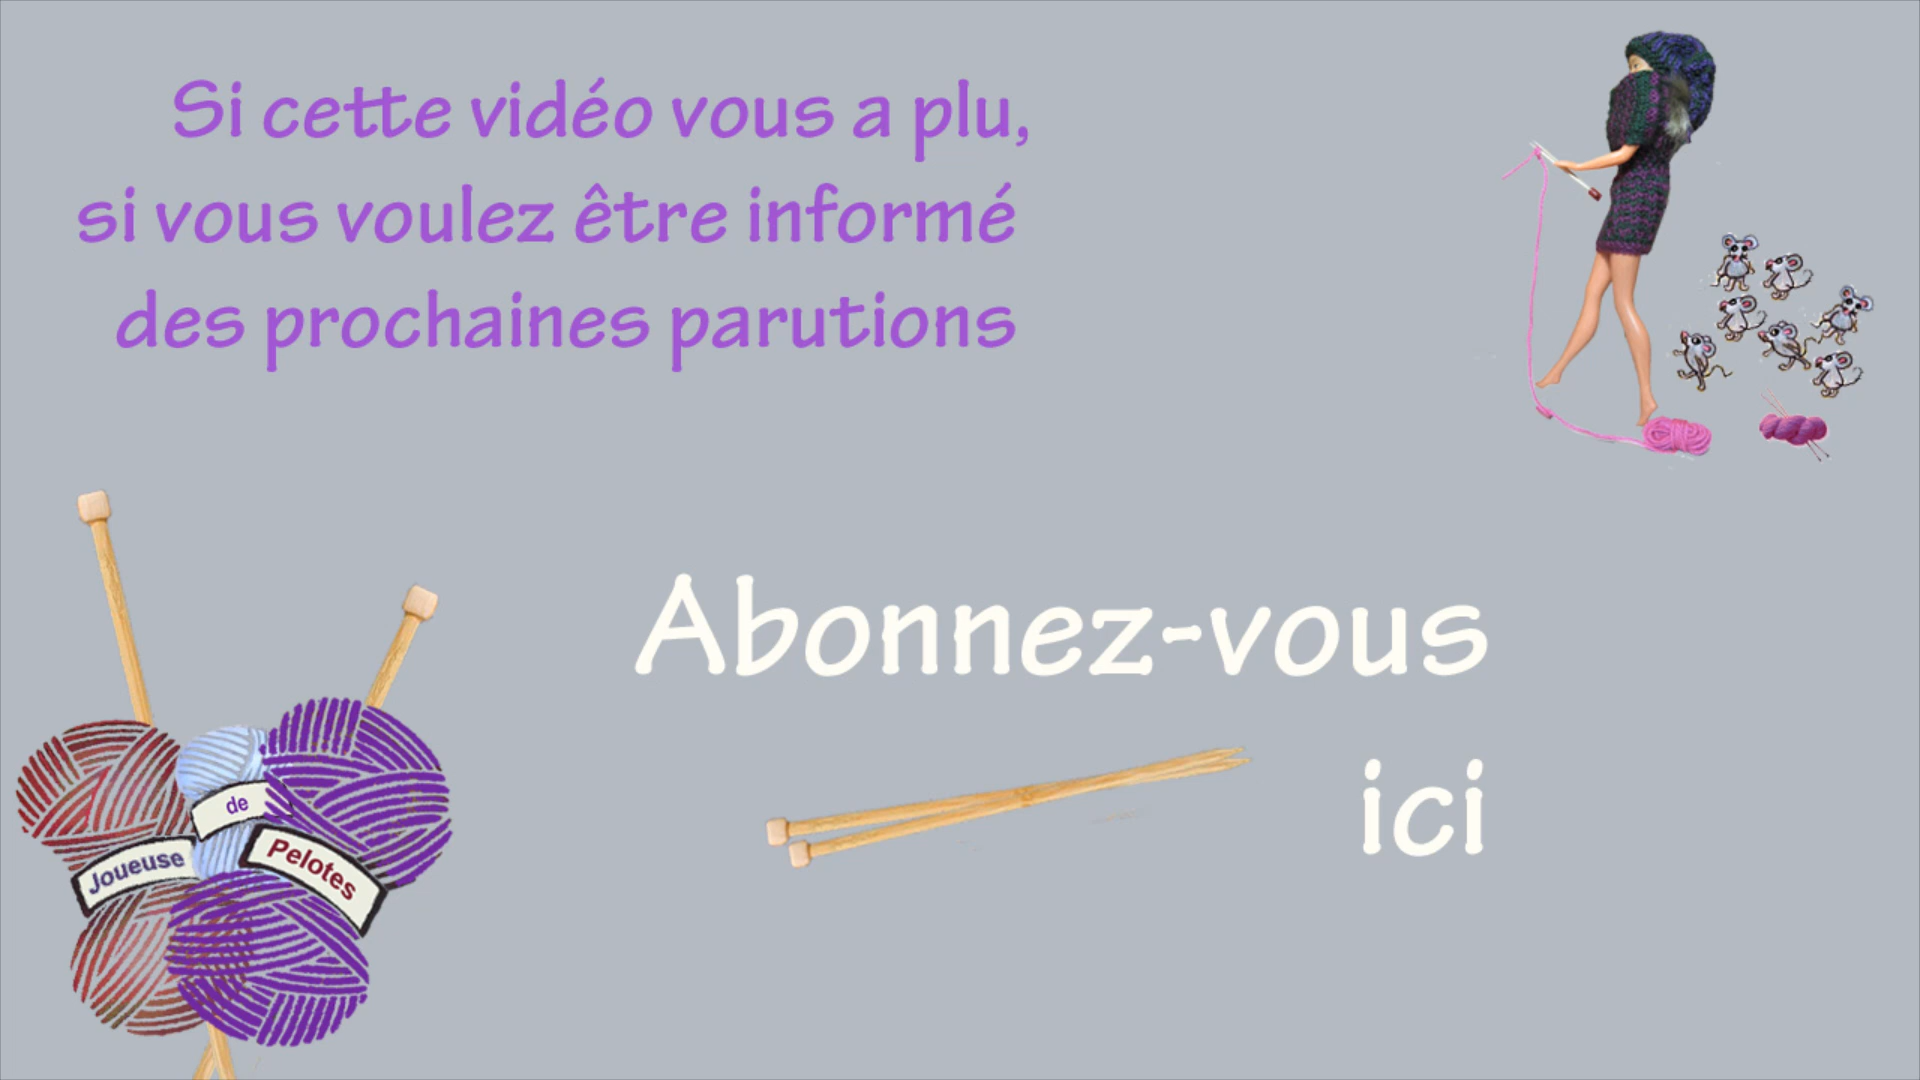 Si cette vidéo vous a plu,
si vous voulez être informé
des prochaines parutions
Abonnez-vous
ici
Joueuse
de
Pelotes